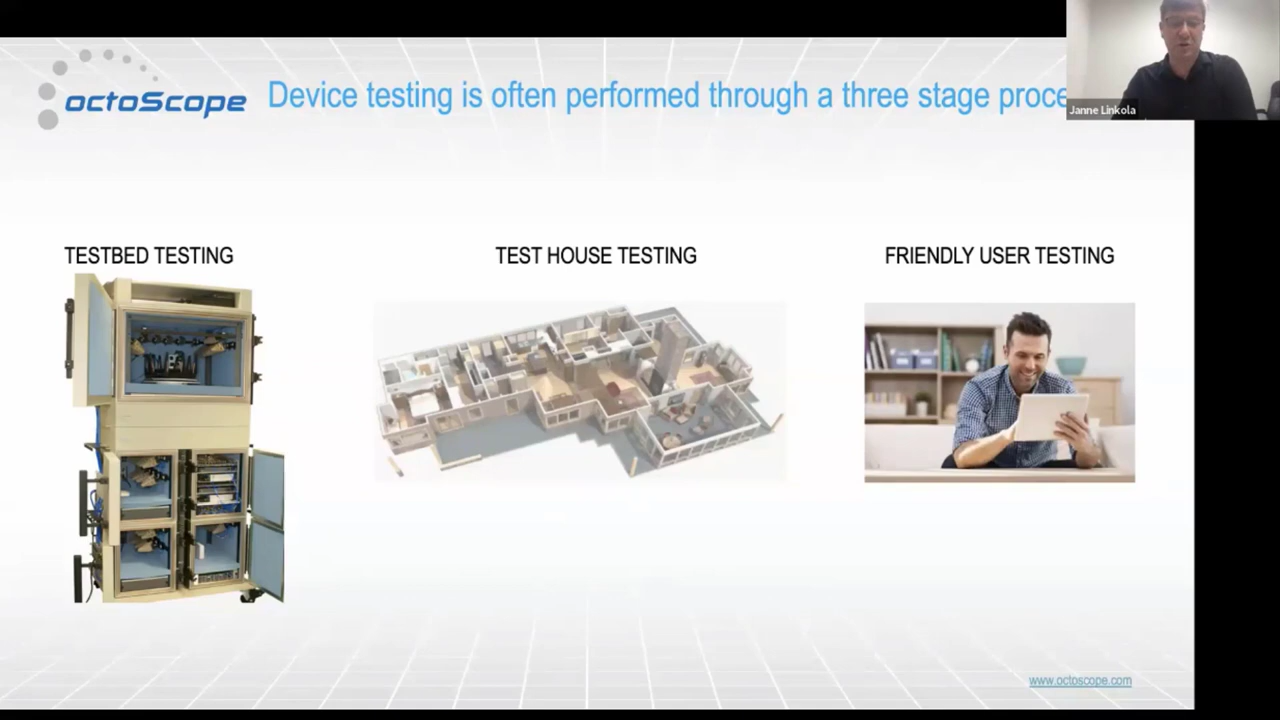 octoScope
Device testing is often performed through a three stage proce
Janne Linkola
TESTBED TESTING
TEST HOUSE TESTING
FRIENDLY USER TESTING
www.octoscope.com